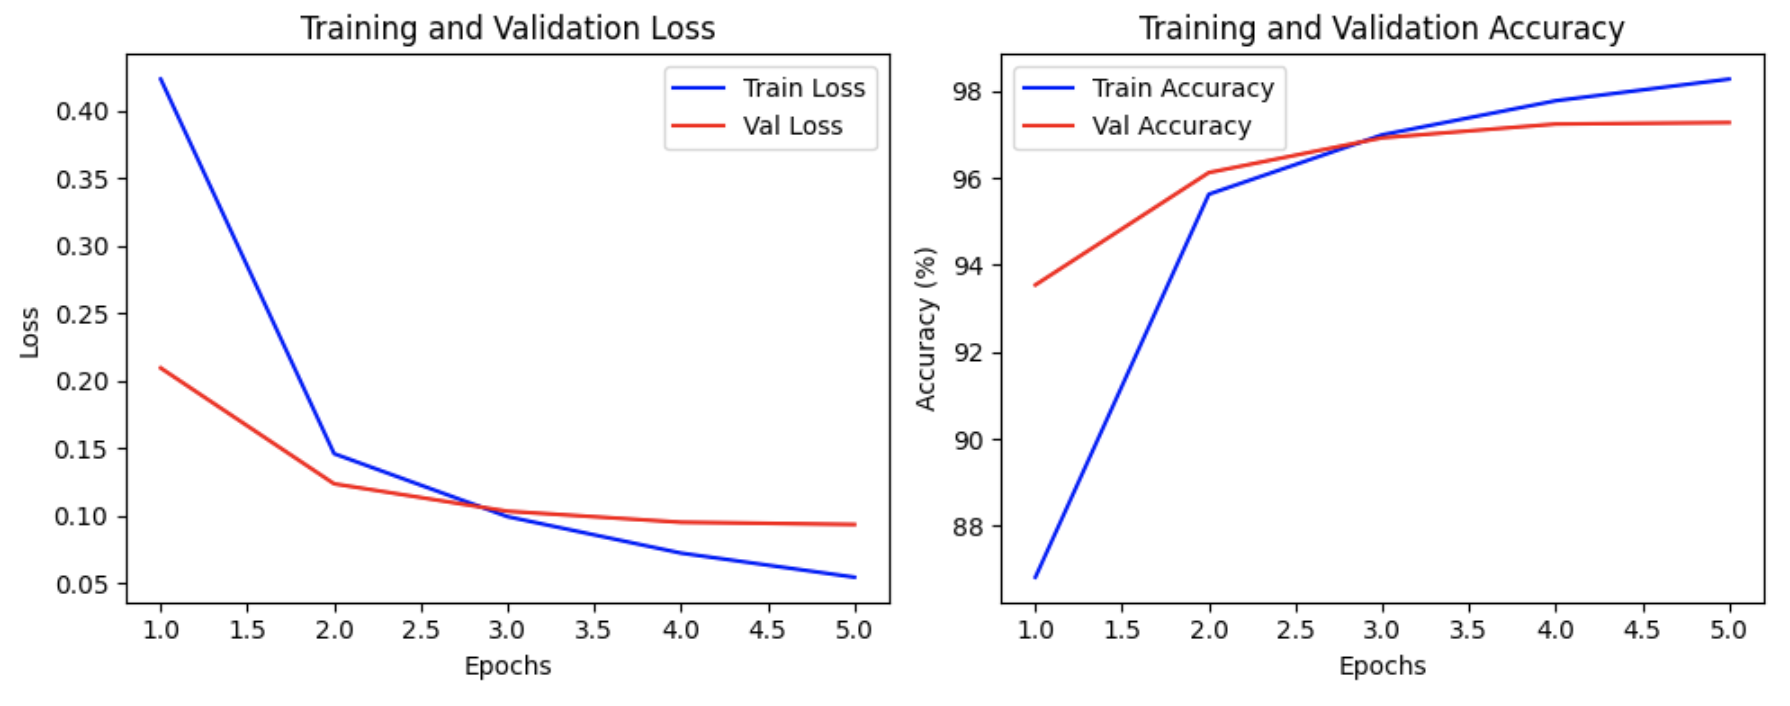 Training and Validation Loss
Train Loss
Val Loss
0.40
0.35
0.30
0.25
0.20
0.15
0.10
0.05
Loss
1.0 1.5 2.0 2.5 3.0 3.5 4.0 4.5 5.0
Epochs
Training and Validation Accuracy
Train Accuracy
Val Accuracy
98
96
94
92
90
88
Accuracy (%)
1.0 1.5 2.0 2.5 3.0 3.5 4.0 4.5 5.0
Epochs